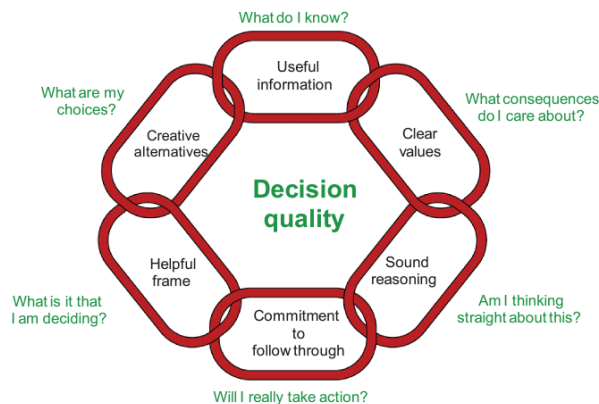 What do I know?
Useful
information
What are my
choices?
Creative
alternatives
What consequences
do I care about?
Clear
values
Decision
quality
Helpful
frame
Sound
reasoning
What is it that
I am deciding?
Commitment
to
follow through
Am I thinking
straight about this?
Will I really take action?